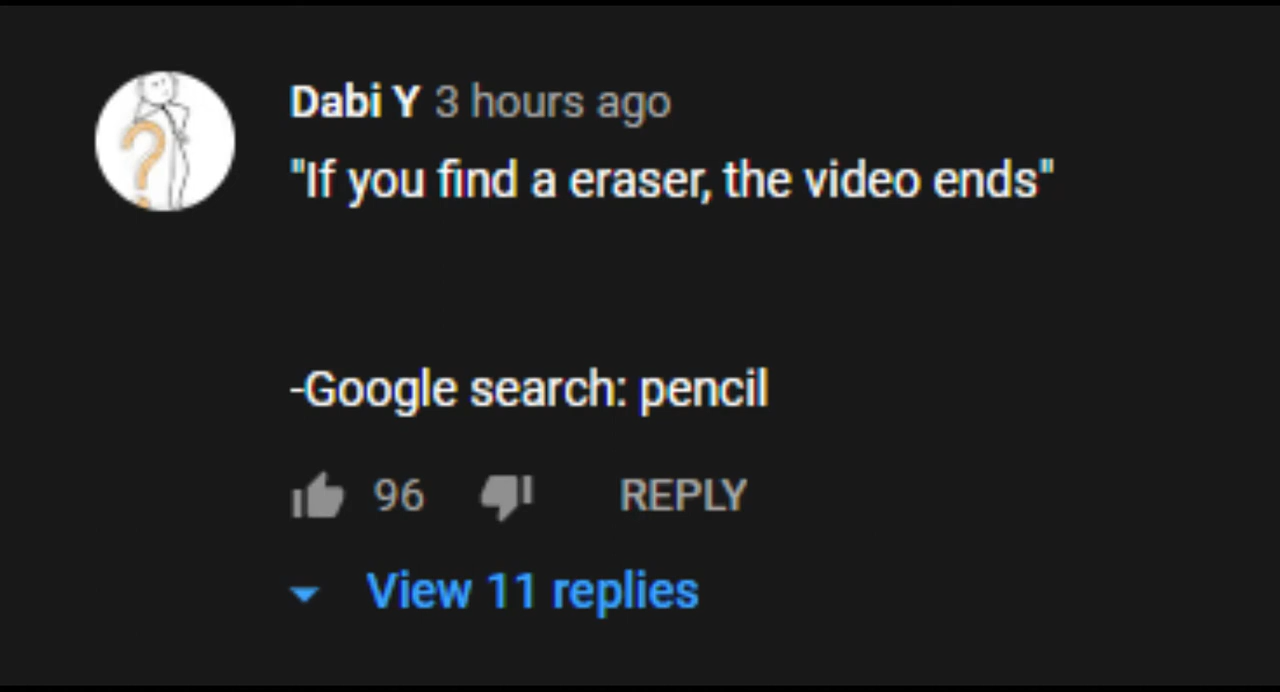 Dabi Y 3 hours ago
"If you find a eraser, the video ends"
-Google search: pencil
96 REPLY
View 11 replies